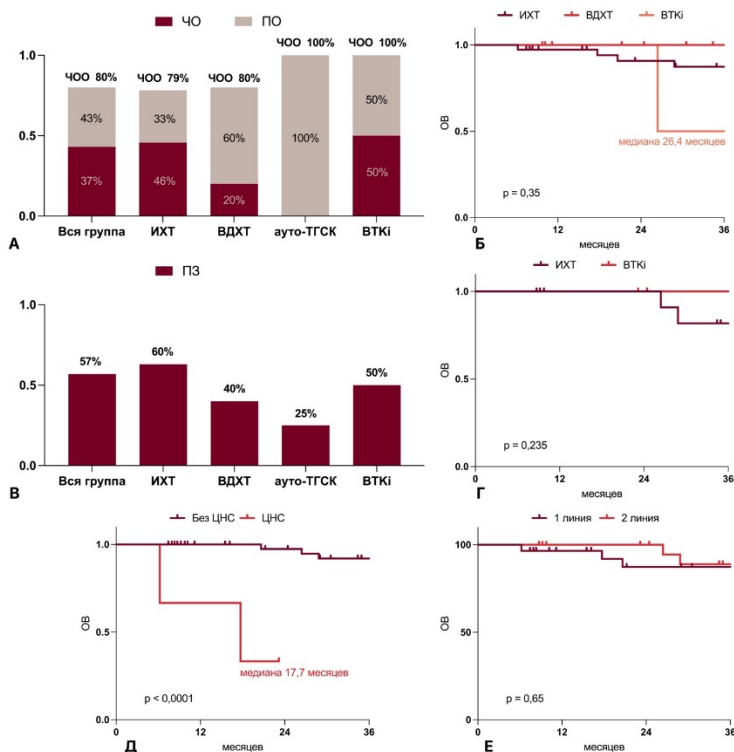 ЧО ПО
1.0
0.5
0.0
ЧОО 80%
ЧОО 79%
ЧОО 80%
ЧОО 100%
ЧОО 100%
43%
37%
33%
46%
60%
20%
100%
50%
50%
Вся группа ИХТ ВДХТ ауто-ТГСК BTKi
А
ИХТ ВДХТ BTKi
ОВ
1.0
0.5
0.0
медиана 26,4 месяцев
p = 0,35
0 12 24 36
месяцев
Б
ПЗ
1.0
0.5
0.0
57%
60%
40%
25%
50%
Вся группа ИХТ ВДХТ ауто-ТГСК BTKi
В
ИХТ BTKi
ОВ
1.0
0.5
0.0
p = 0,235
0 12 24 36
месяцев
Г
Без ЦНС ЦНС
ОВ
1.0
0.5
0.0
медиана 17,7 месяцев
p < 0,0001
0 12 24 36
месяцев
Д
1 линия 2 линия
ОВ
100
50
0
p = 0,65
0 12 24 36
месяцев
Е